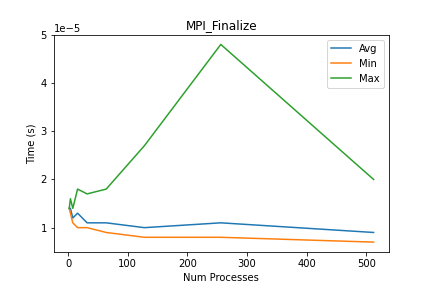 MPI_Finalize
1e−5
5
4
3
2
1
Time (s)
Avg
Min
Max
0
100
200
300
400
500
Num Processes